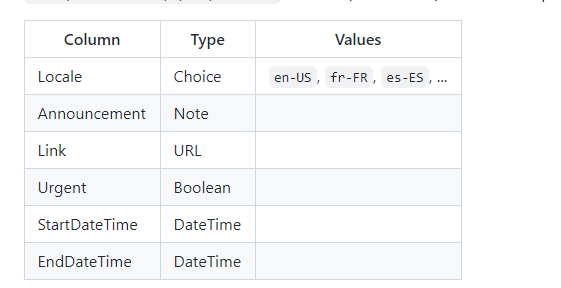 Column Type Values
Locale Choice en-US, fr-FR, es-ES, ...
Announcement Note
Link URL
Urgent Boolean
StartDateTime DateTime
EndDateTime DateTime